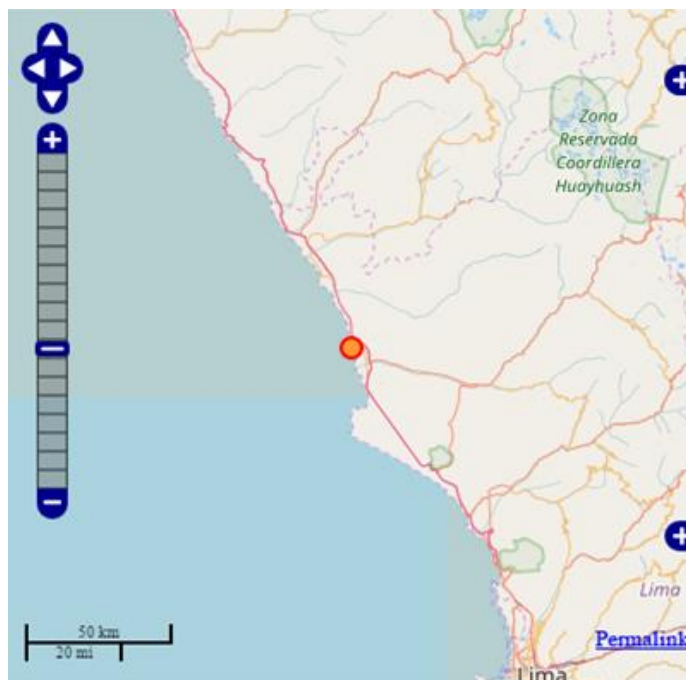 Zona
Reservada
Coordillera
Huayhuash
Lima
50 km
20 mi
Permalink
Lima